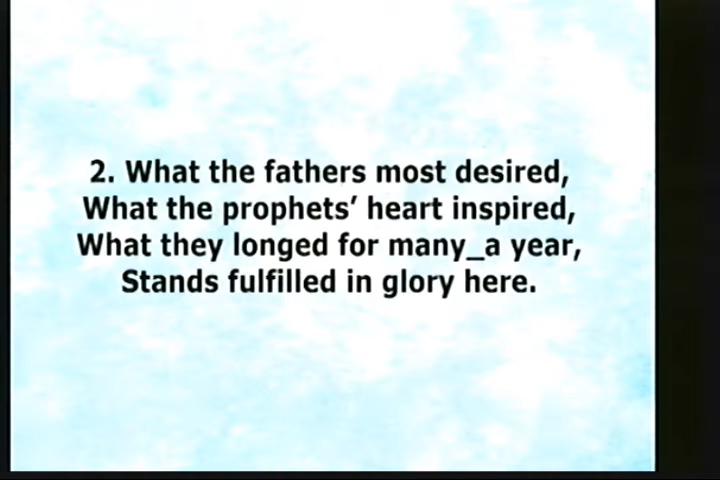 2. What the fathers most desired,
What the prophets’ heart inspired,
What they longed for many_a year,
Stands fulfilled in glory here.